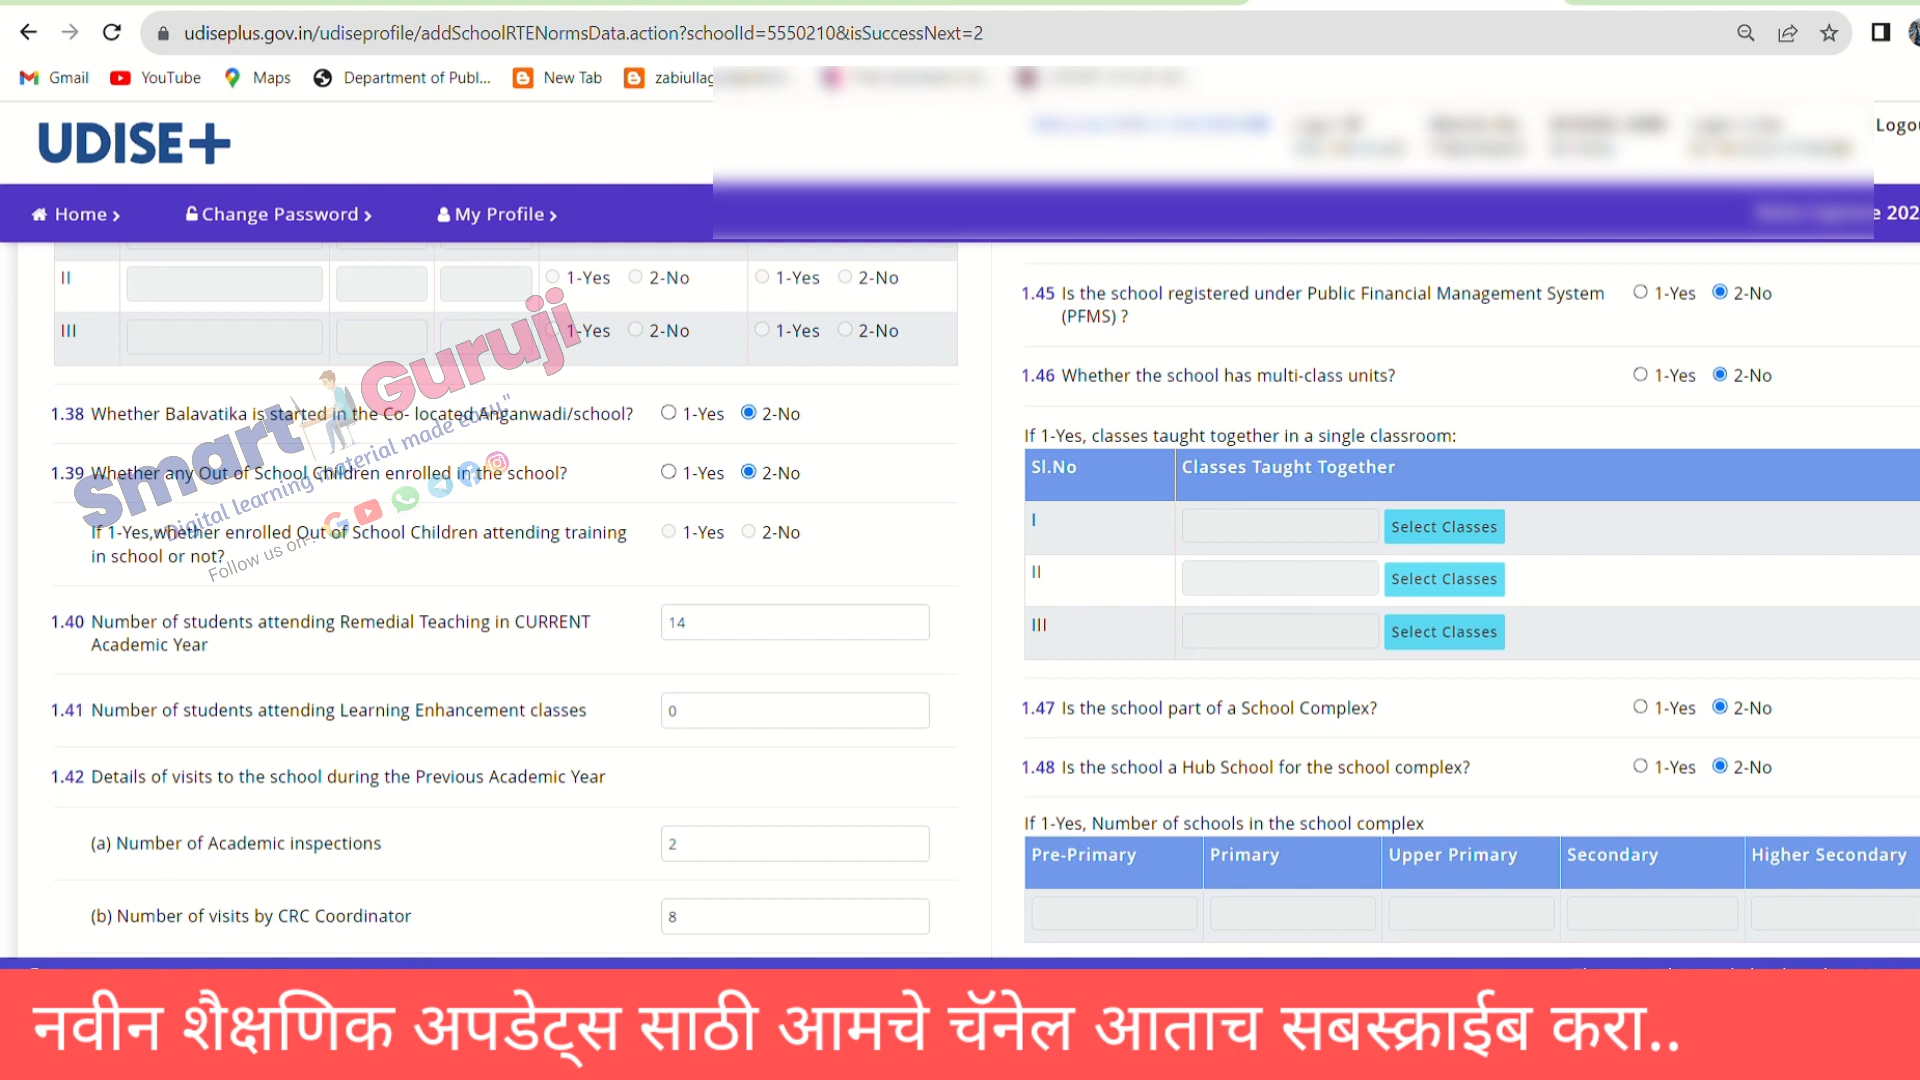 udiseplus.gov.in/udiseprofile/addSchoolRTENormsData.action?schoolId=5550210&isSuccessNext=2
Gmail YouTube Maps Department of Publ... New Tab zabiullag
UDISE+
Logou
Home Change Password My Profile
e 202
II 1-Yes 2-No 1-Yes 2-No
III 1-Yes 2-No 1-Yes 2-No
1.38 Whether Balavatika is started in the Co- located Anganwadi/school? 1-Yes 2-No
1.39 Whether any Out of School Children enrolled in the school? 1-Yes 2-No
If 1-Yes,whether enrolled Out of School Children attending training 1-Yes 2-No
in school or not?
1.40 Number of students attending Remedial Teaching in CURRENT 14
Academic Year
1.41 Number of students attending Learning Enhancement classes 0
1.42 Details of visits to the school during the Previous Academic Year
(a) Number of Academic inspections 2
(b) Number of visits by CRC Coordinator 8
Smart Guruji
"Digital learning material made easy"
Follow us on:-
1.45 Is the school registered under Public Financial Management System 1-Yes 2-No
(PFMS) ?
1.46 Whether the school has multi-class units? 1-Yes 2-No
If 1-Yes, classes taught together in a single classroom:
Sl.No Classes Taught Together
I Select Classes
II Select Classes
III Select Classes
1.47 Is the school part of a School Complex? 1-Yes 2-No
1.48 Is the school a Hub School for the school complex? 1-Yes 2-No
If 1-Yes, Number of schools in the school complex
Pre-Primary Primary Upper Primary Secondary Higher Secondary
नवीन शैक्षणिक अपडेट्स साठी आमचे चॅनेल आताच सबस्क्राईब करा..